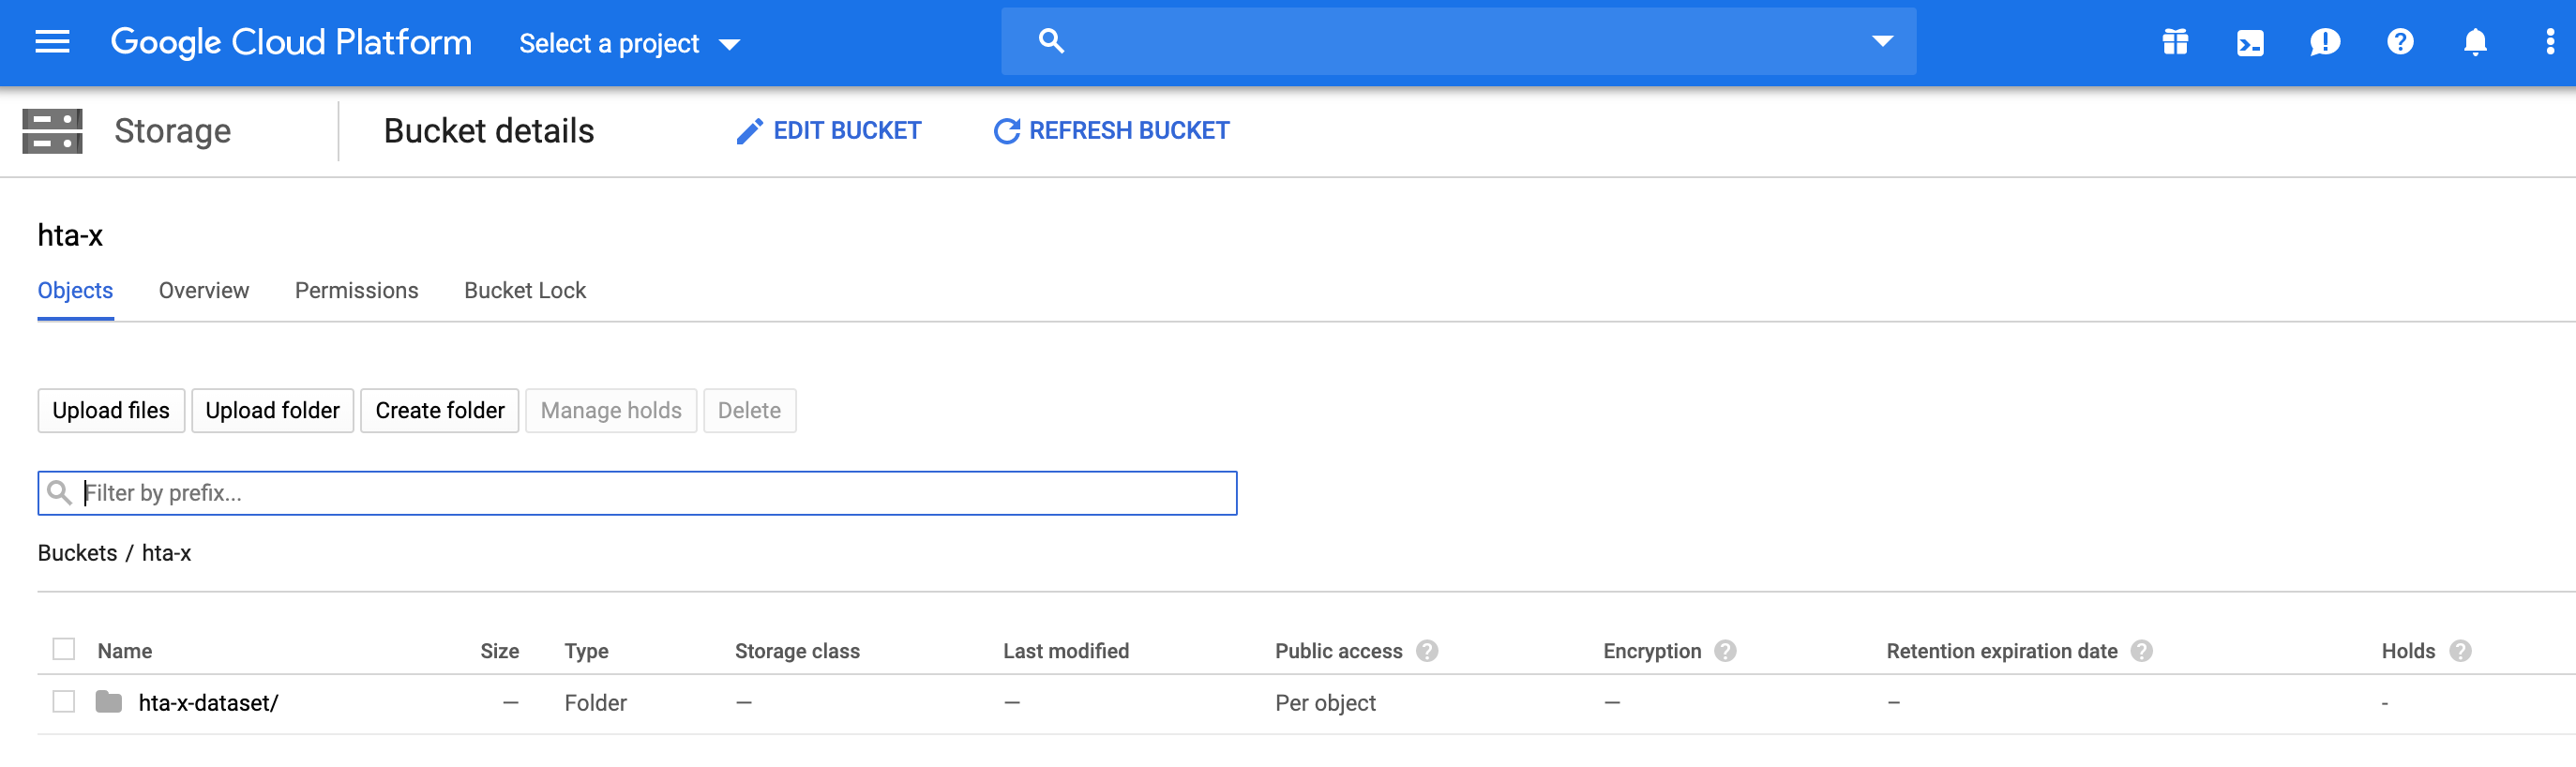 Google Cloud Platform Select a project
Storage Bucket details EDIT BUCKET REFRESH BUCKET
hta-x
Objects Overview Permissions Bucket Lock
Upload files Upload folder Create folder Manage holds Delete
Filter by prefix...
Buckets / hta-x
Name Size Type Storage class Last modified Public access ? Encryption ? Retention expiration date ? Holds ?
hta-x-dataset/ — Folder — — Per object — – -